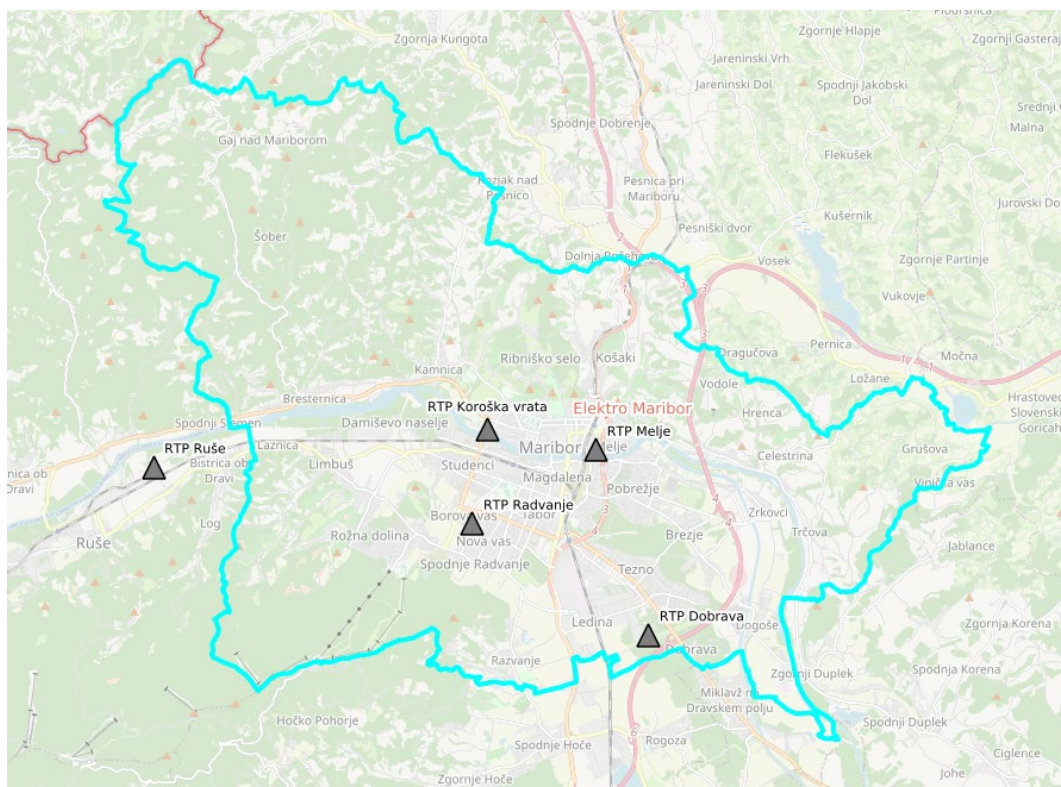 Zgornja Kungota
Zgornje Hlapje
Zgornji Gasteraj
Jareninski Vrh
Jareninski Dol
Spodnji Jakobski
Dol
Spodnje Dobrenje
Malna
Gaj nad Mariborom
Flekušek
Pesnica pri
Mariboru
Jurovski Do
Kušernik
Pesniški dvor
Šober
Dolnja Počehova
Vosek
Zgornje Partinje
Vukovje
Pernica
Dragučova
Močna
Ribniško selo
Košaki
Kamnica
Vodole
Ložane
Bresternica
Hrastovec
Slovenski
Goricah
RTP Koroška vrata
Elektro Maribor
Hrenca
Spodnji Slemen
Damiševo naselje
RTP Melje
Melje
Maribor
Laznica
RTP Ruše
Bistrica ob
Dravi
Limbuš
Studenci
Magdalena
Celestrina
Grušova
Pobrežje
Vinička vas
Zrkovci
RTP Radvanje
Tabor
Log
Trčova
Rožna dolina
Nova vas
Brezje
Jablance
Ruše
Spodnje Radvanje
Tezno
RTP Dobrava
Ledina
Dogoše
Zgornja Korena
Dobrava
Razvanje
Zgornji Duplek
Spodnja Korena
Miklavž na
Dravskem polju
Hočko Pohorje
Spodnji Duplek
Rogoza
Spodnje Hoče
Ciglence
Zgornje Hoče
Johe